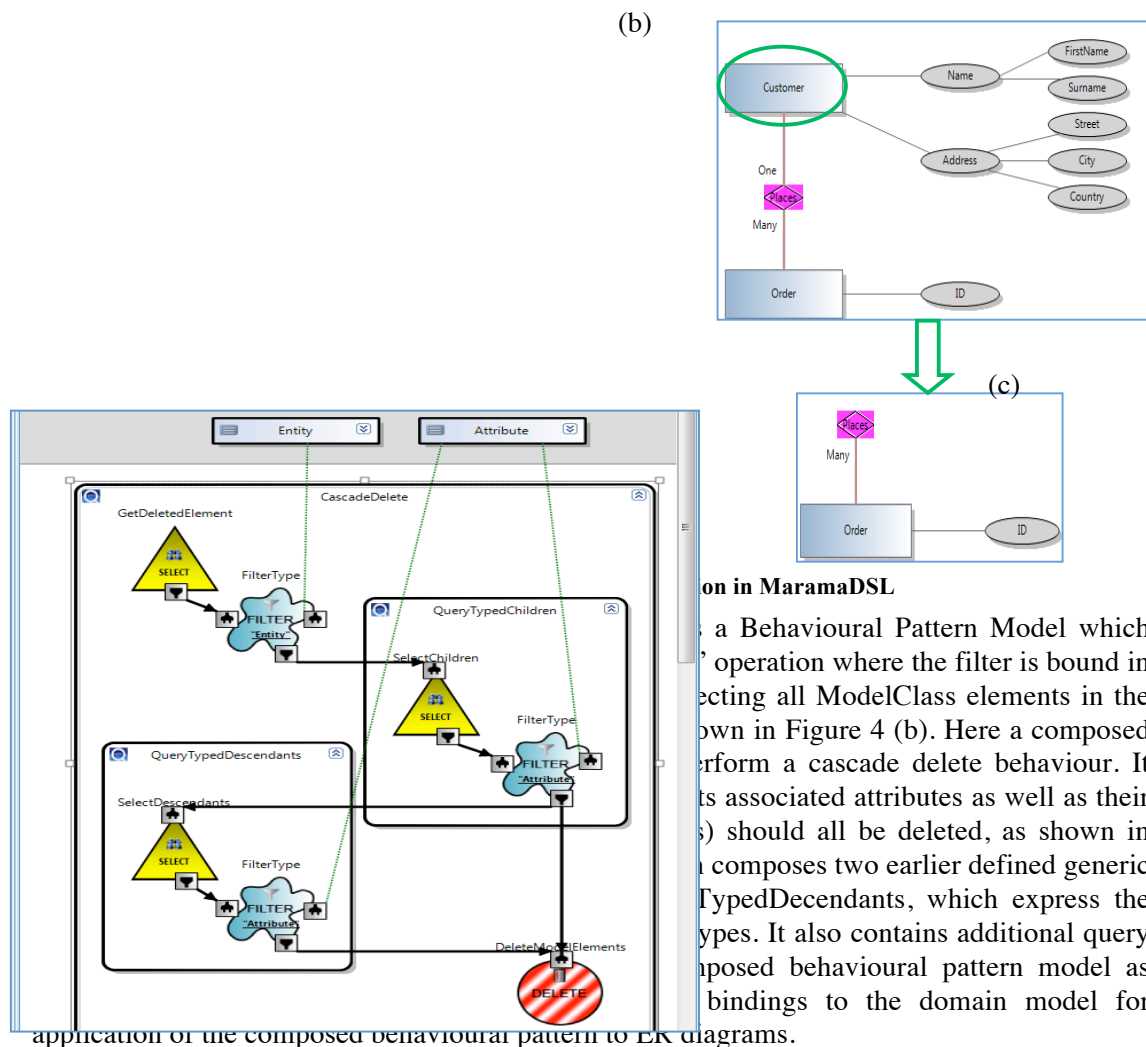 (b)
FirstName
Customer
Name
Surname
Street
Address
City
One
Country
Places
Many
Order
ID
(c)
Places
Many
Order
ID
Entity
Attribute
CascadeDelete
GetDeletedElement
SELECT
FilterType
FILTER
"Entity"
QueryTypedChildren
SelectChildren
SELECT
FilterType
FILTER
"Attribute"
QueryTypedDescendants
SelectDescendants
SELECT
FilterType
FILTER
"Attribute"
DeleteModelElements
DELETE
on in MaramaDSL
a Behavioural Pattern Model which
’ operation where the filter is bound in
ecting all ModelClass elements in the
own in Figure 4 (b). Here a composed
erform a cascade delete behaviour. It
ts associated attributes as well as their
s) should all be deleted, as shown in
composes two earlier defined generic
TypedDecendants, which express the
ypes. It also contains additional query
mposed behavioural pattern model as
bindings to the domain model for
application of the composed behavioural pattern to ER diagrams.